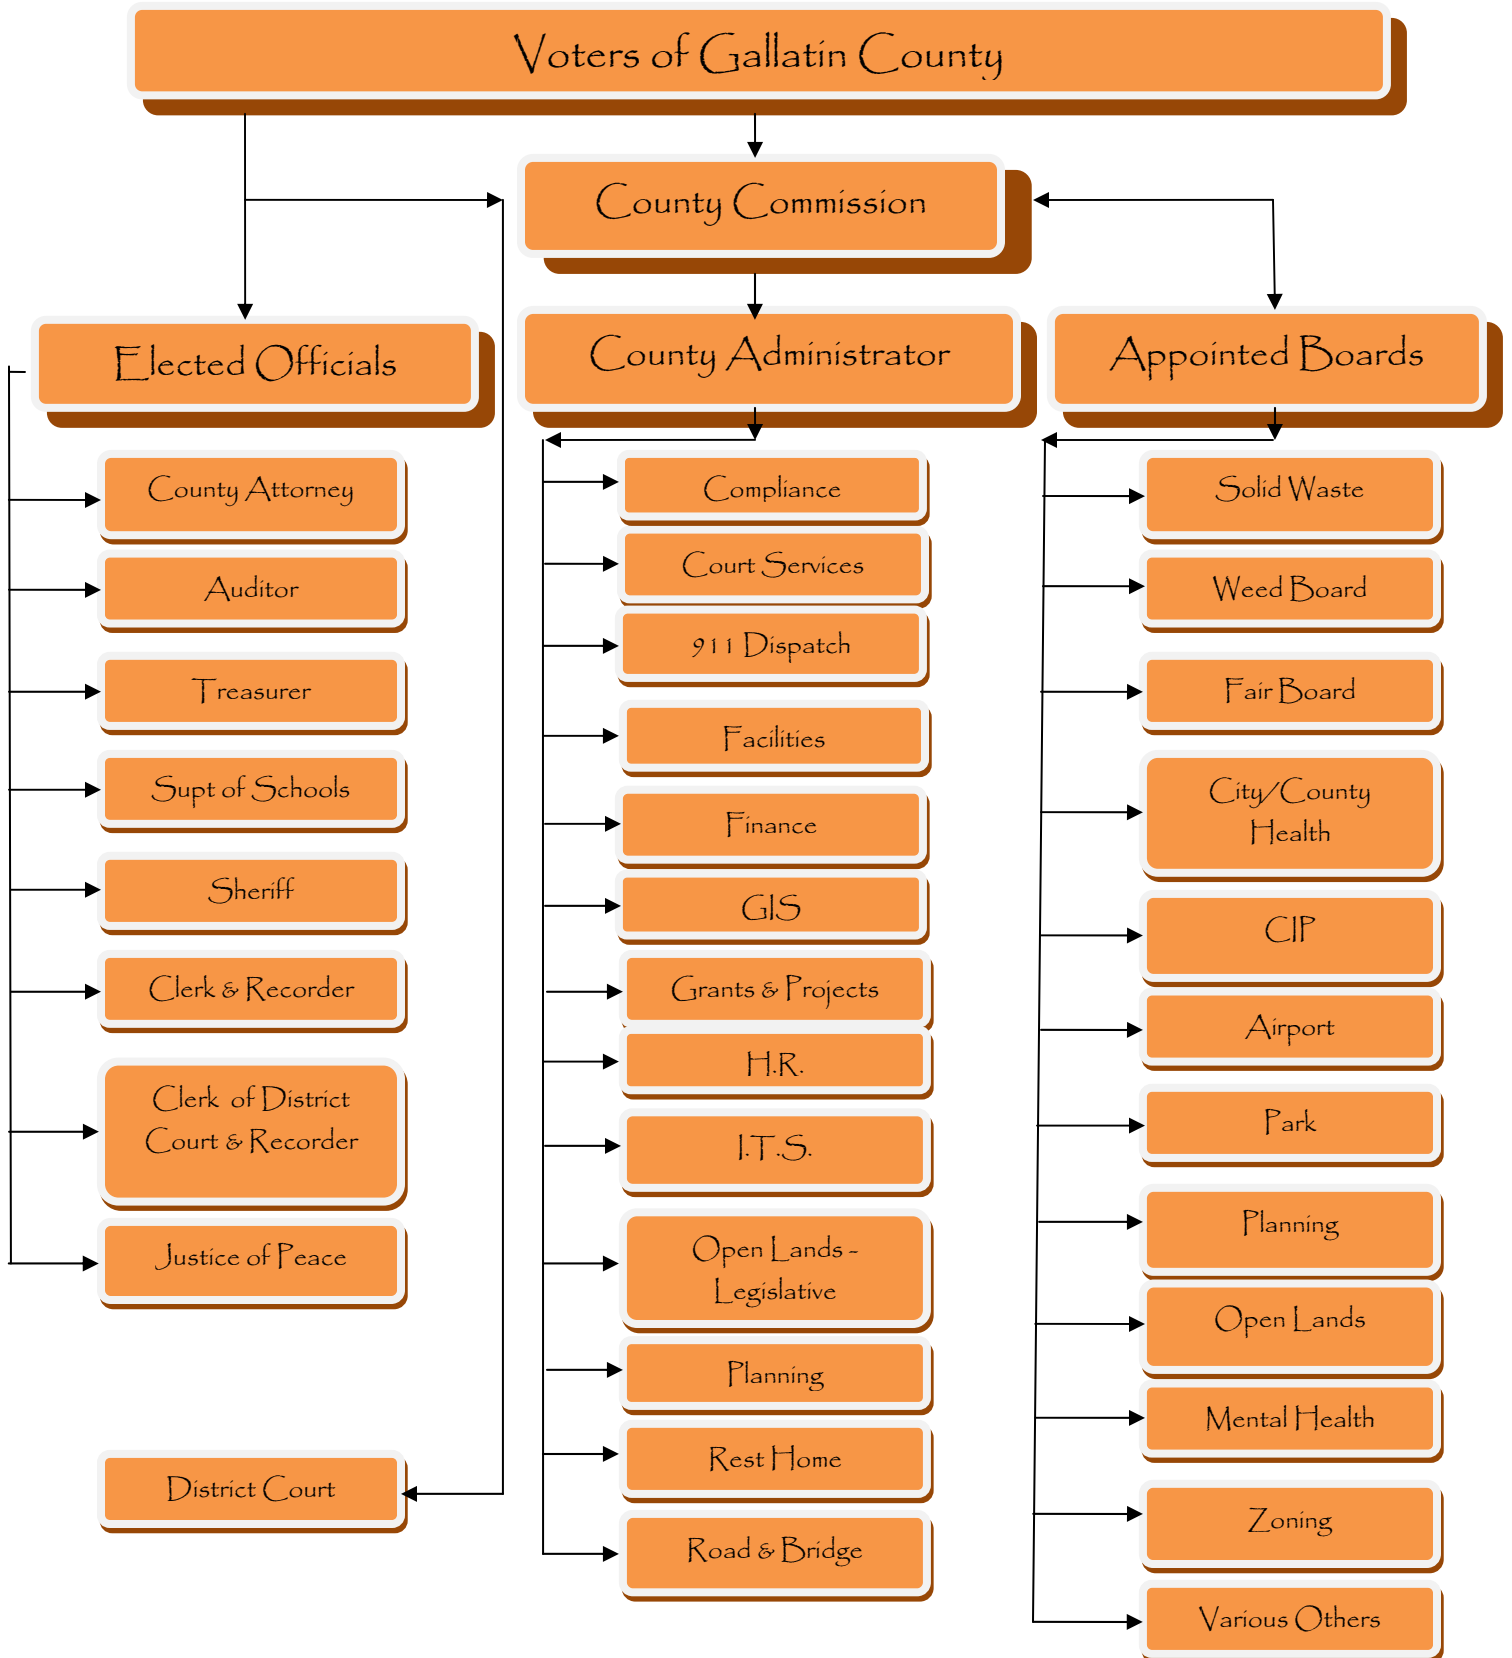 Voters of Gallatin County
County Commission
Elected Officials
County Administrator
Appointed Boards
County Attorney
Auditor
Treasurer
Supt of Schools
Sheriff
Clerk & Recorder
Clerk of District
Court & Recorder
Justice of Peace
District Court
Compliance
Court Services
911 Dispatch
Facilities
Finance
GIS
Grants & Projects
H.R.
I.T.S.
Open Lands -
Legislative
Planning
Rest Home
Road & Bridge
Solid Waste
Weed Board
Fair Board
City/County
Health
CIP
Airport
Park
Planning
Open Lands
Mental Health
Zoning
Various Others